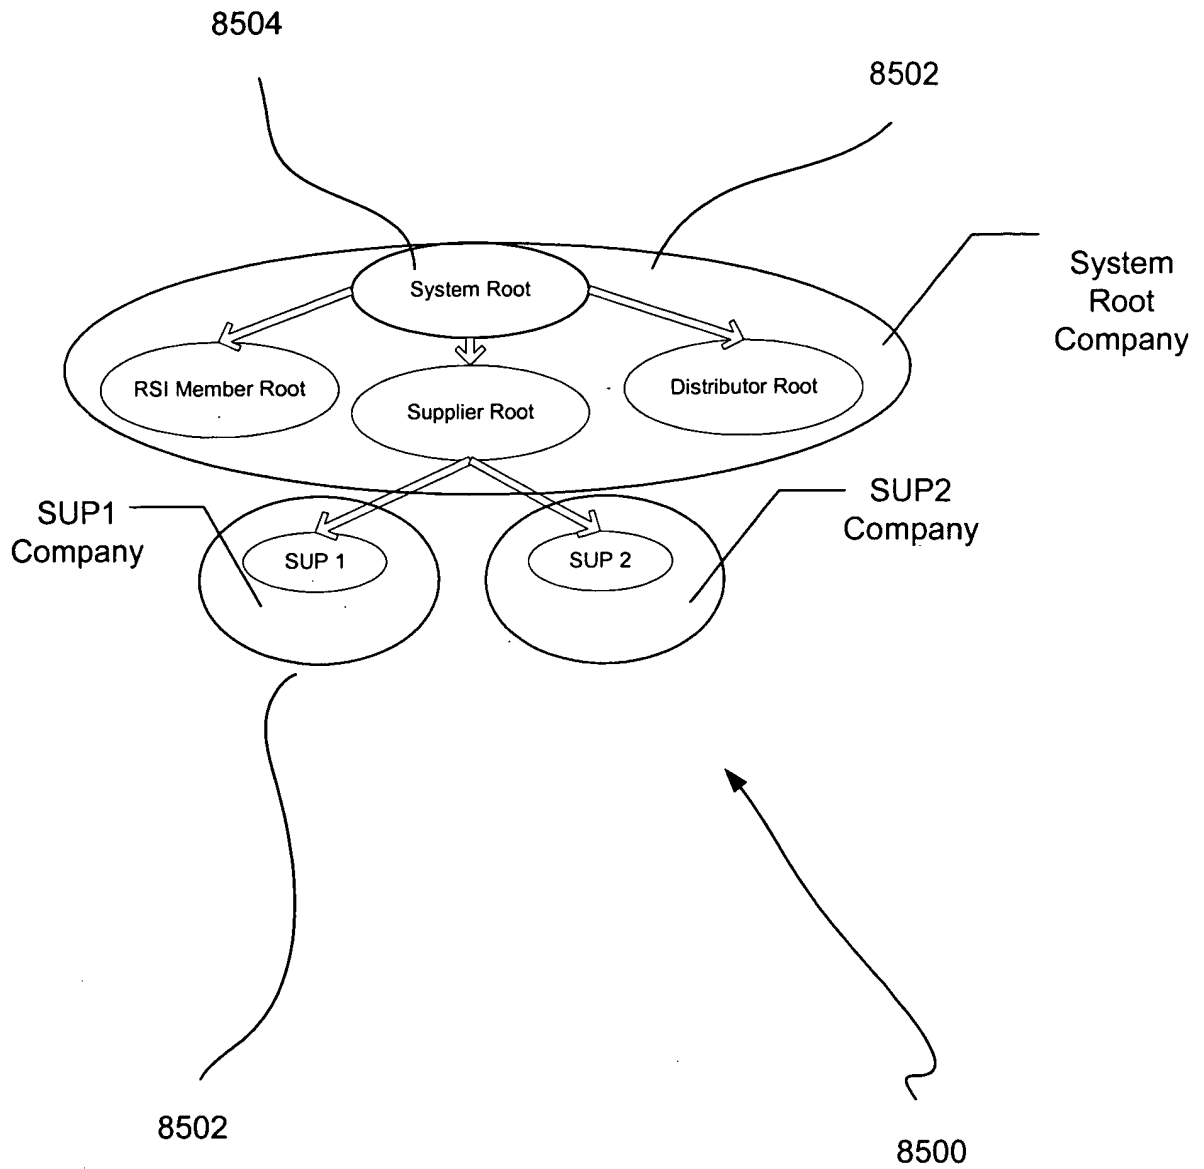 8504
8502
System Root
System
Root
Company
RSI Member Root
Supplier Root
Distributor Root
SUP1
Company
SUP2
Company
SUP 1
SUP 2
8502
8500